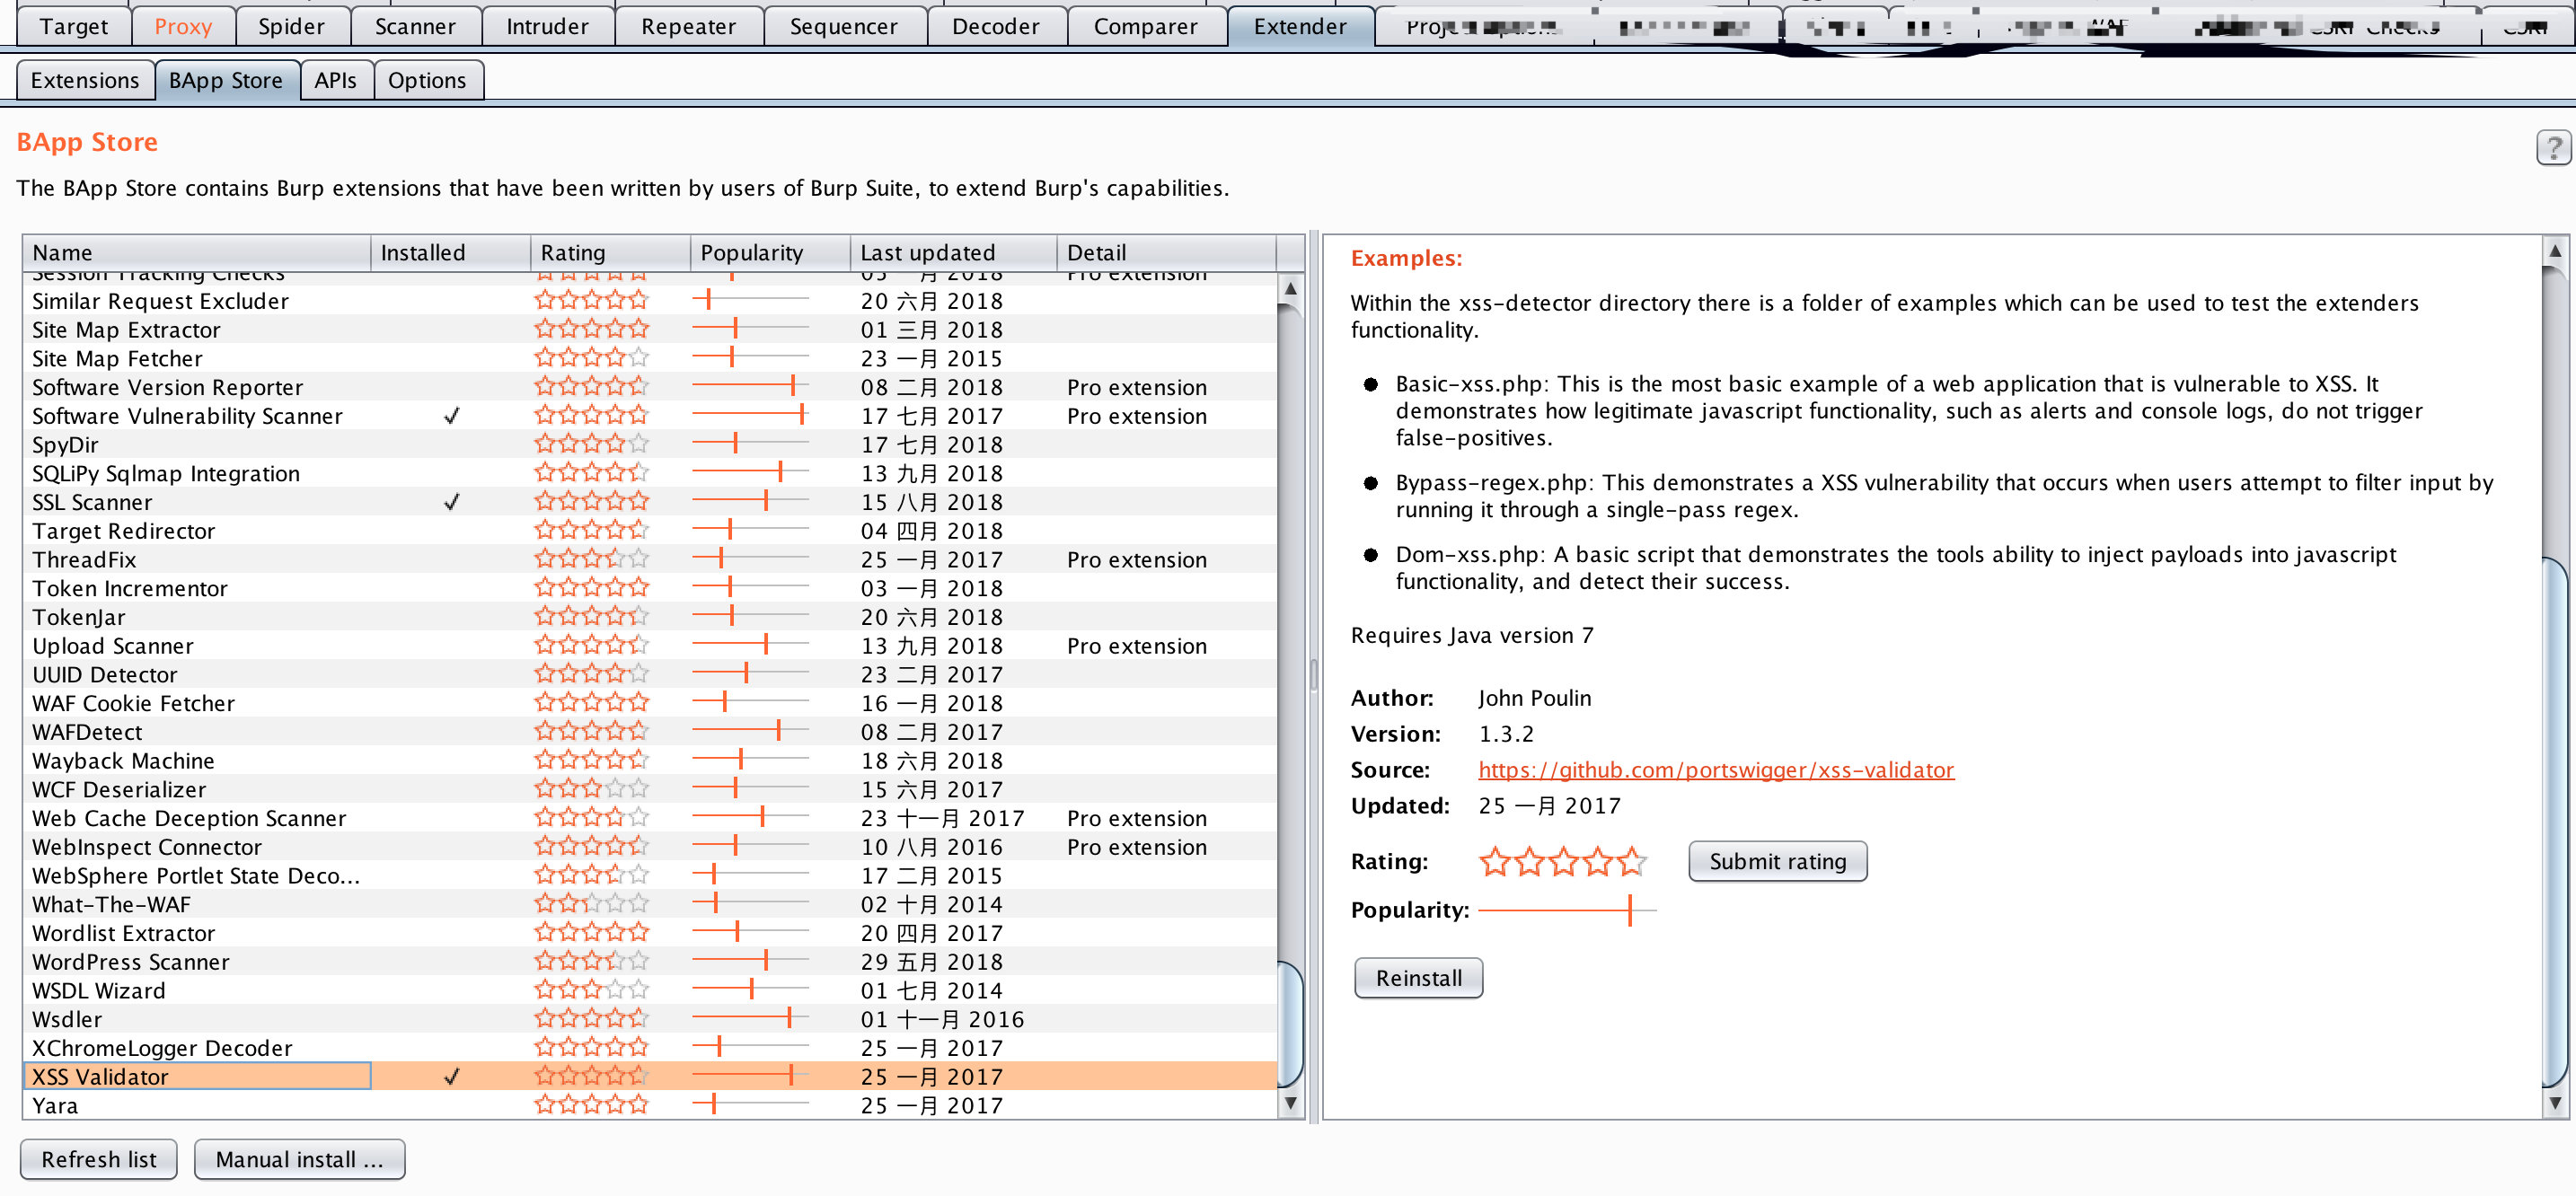 Target Proxy Spider Scanner Intruder Repeater Sequencer Decoder Comparer Extender
Extensions BApp Store APIs Options
BApp Store
?
The BApp Store contains Burp extensions that have been written by users of Burp Suite, to extend Burp's capabilities.
Name Installed Rating Popularity Last updated Detail
Session Tracking Checks 05 一月 2018 Pro extension
Similar Request Excluder 20 六月 2018
Site Map Extractor 01 三月 2018
Site Map Fetcher 23 一月 2015
Software Version Reporter 08 二月 2018 Pro extension
Software Vulnerability Scanner ✓ 17 七月 2017 Pro extension
SpyDir 17 七月 2018
SQLiPy Sqlmap Integration 13 九月 2018
SSL Scanner ✓ 15 八月 2018
Target Redirector 04 四月 2018
ThreadFix 25 一月 2017 Pro extension
Token Incrementor 03 一月 2018
TokenJar 20 六月 2018
Upload Scanner 13 九月 2018 Pro extension
UUID Detector 23 二月 2017
WAF Cookie Fetcher 16 一月 2018
WAFDetect 08 二月 2017
Wayback Machine 18 六月 2018
WCF Deserializer 15 六月 2017
Web Cache Deception Scanner 23 十一月 2017 Pro extension
WebInspect Connector 10 八月 2016 Pro extension
WebSphere Portlet State Deco... 17 二月 2015
What-The-WAF 02 十月 2014
Wordlist Extractor 20 四月 2017
WordPress Scanner 29 五月 2018
WSDL Wizard 01 七月 2014
Wsdler 01 十一月 2016
XChromeLogger Decoder 25 一月 2017
XSS Validator ✓ 25 一月 2017
Yara 25 一月 2017
Refresh list Manual install ...
Examples:
Within the xss-detector directory there is a folder of examples which can be used to test the extenders
functionality.
● Basic-xss.php: This is the most basic example of a web application that is vulnerable to XSS. It
demonstrates how legitimate javascript functionality, such as alerts and console logs, do not trigger
false-positives.
● Bypass-regex.php: This demonstrates a XSS vulnerability that occurs when users attempt to filter input by
running it through a single-pass regex.
● Dom-xss.php: A basic script that demonstrates the tools ability to inject payloads into javascript
functionality, and detect their success.
Requires Java version 7
Author: John Poulin
Version: 1.3.2
Source: https://github.com/portswigger/xss-validator
Updated: 25 一月 2017
Rating: Submit rating
Popularity:
Reinstall